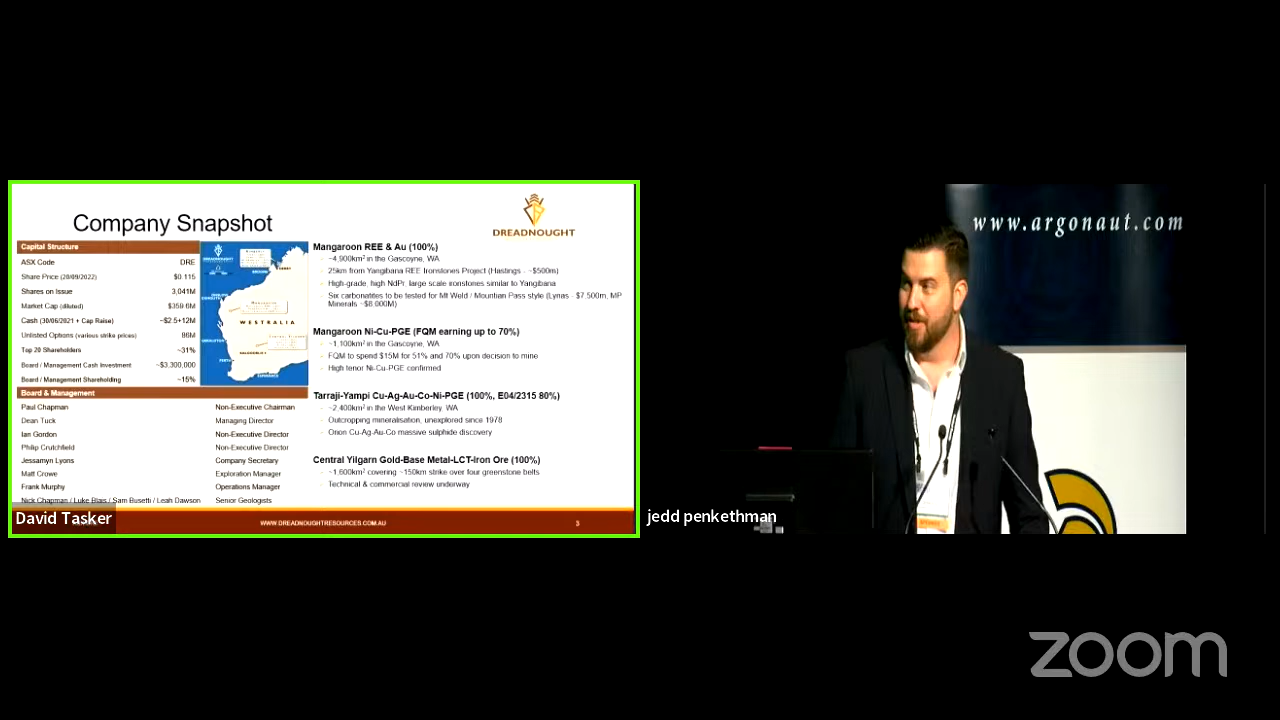 Company Snapshot
DREADNOUGHT
Capital Structure
ASX Code DRE
Share Price (20/09/2022) $0.115
Shares on Issue 3,041M
Market Cap (diluted) $359.6M
Cash (30/06/2021 + Cap Raise) ~$2.5+12M
Unlisted Options (various strike prices) 86M
Top 20 Shareholders ~31%
Board / Management Cash Investment ~$3,300,000
Board / Management Shareholding ~15%
Board & Management
Paul Chapman Non-Executive Chairman
Dean Tuck Managing Director
Ian Gordon Non-Executive Director
Philip Crutchfield Non-Executive Director
Jessamyn Lyons Company Secretary
Matt Crowe Exploration Manager
Frank Murphy Operations Manager
Nick Chapman / Luke Blais / Sam Busetti / Leah Dawson Senior Geologists
WESTRALIA
Mangaroon REE & Au (100%)
- ~4,900km² in the Gascoyne, WA
- 25km from Yangibana REE Ironstones Project (Hastings - ~$500m)
- High-grade, high NdPr, large scale ironstones similar to Yangibana
- Six carbonatites to be tested for Mt Weld / Mountian Pass style (Lynas - $7,500m, MP
Minerals ~$8,000M)
Mangaroon Ni-Cu-PGE (FQM earning up to 70%)
- ~1,100km² in the Gascoyne, WA
- FQM to spend $15M for 51% and 70% upon decision to mine
- High tenor Ni-Cu-PGE confirmed
Tarraji-Yampi Cu-Ag-Au-Co-Ni-PGE (100%, E04/2315 80%)
- ~2,400km² in the West Kimberley, WA
- Outcropping mineralisation, unexplored since 1978
- Orion Cu-Ag-Au-Co massive sulphide discovery
Central Yilgarn Gold-Base Metal-LCT-Iron Ore (100%)
- ~1,600km² covering ~150km strike over four greenstone belts
- Technical & commercial review underway
WWW.DREADNOUGHTRESOURCES.COM.AU
3
David Tasker
www.argonaut.com
jedd penkethman
zoom